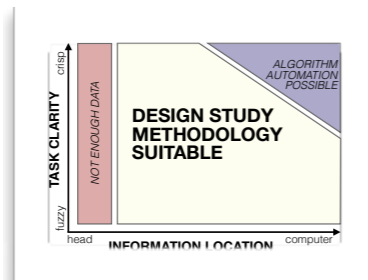 crisp
TASK CLARITY
fuzzy
NOT ENOUGH DATA
ALGORITHM
AUTOMATION
POSSIBLE
DESIGN STUDY
METHODOLOGY
SUITABLE
head
INFORMATION LOCATION
computer